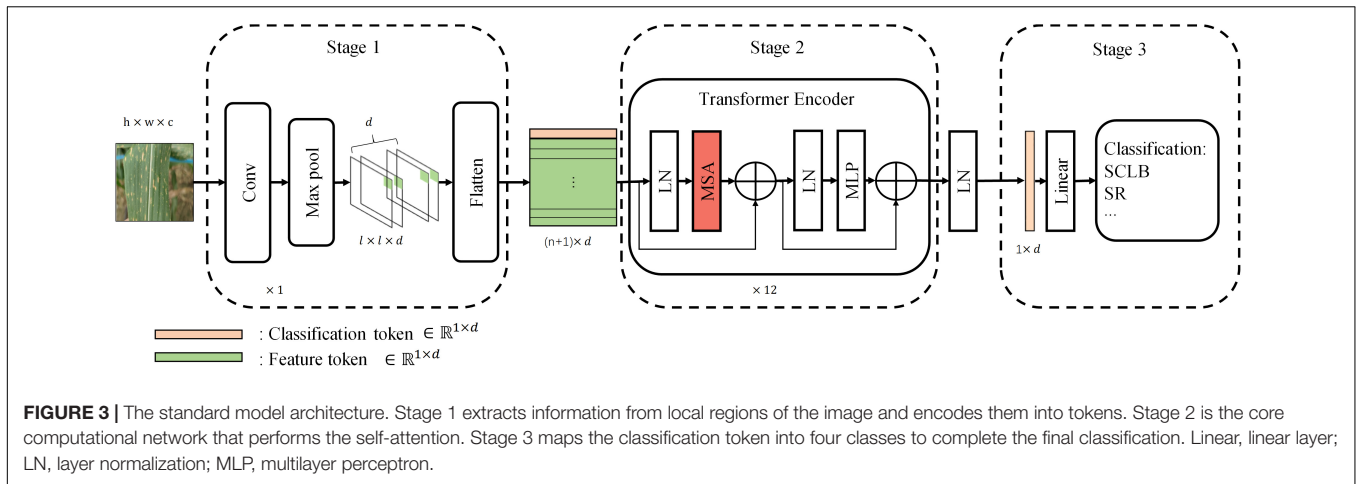 Stage 1
Stage 2
Stage 3
h × w × c
Conv
Max pool
d
l × l × d
Flatten
× 1
(n+1)× d
Transformer Encoder
LN
MSA
LN
MLP
× 12
LN
1× d
Linear
Classification:
SCLB
SR
...
: Classification token ∈ ℝ^{1×d}
: Feature token ∈ ℝ^{1×d}
FIGURE 3 | The standard model architecture. Stage 1 extracts information from local regions of the image and encodes them into tokens. Stage 2 is the core
computational network that performs the self-attention. Stage 3 maps the classification token into four classes to complete the final classification. Linear, linear layer;
LN, layer normalization; MLP, multilayer perceptron.